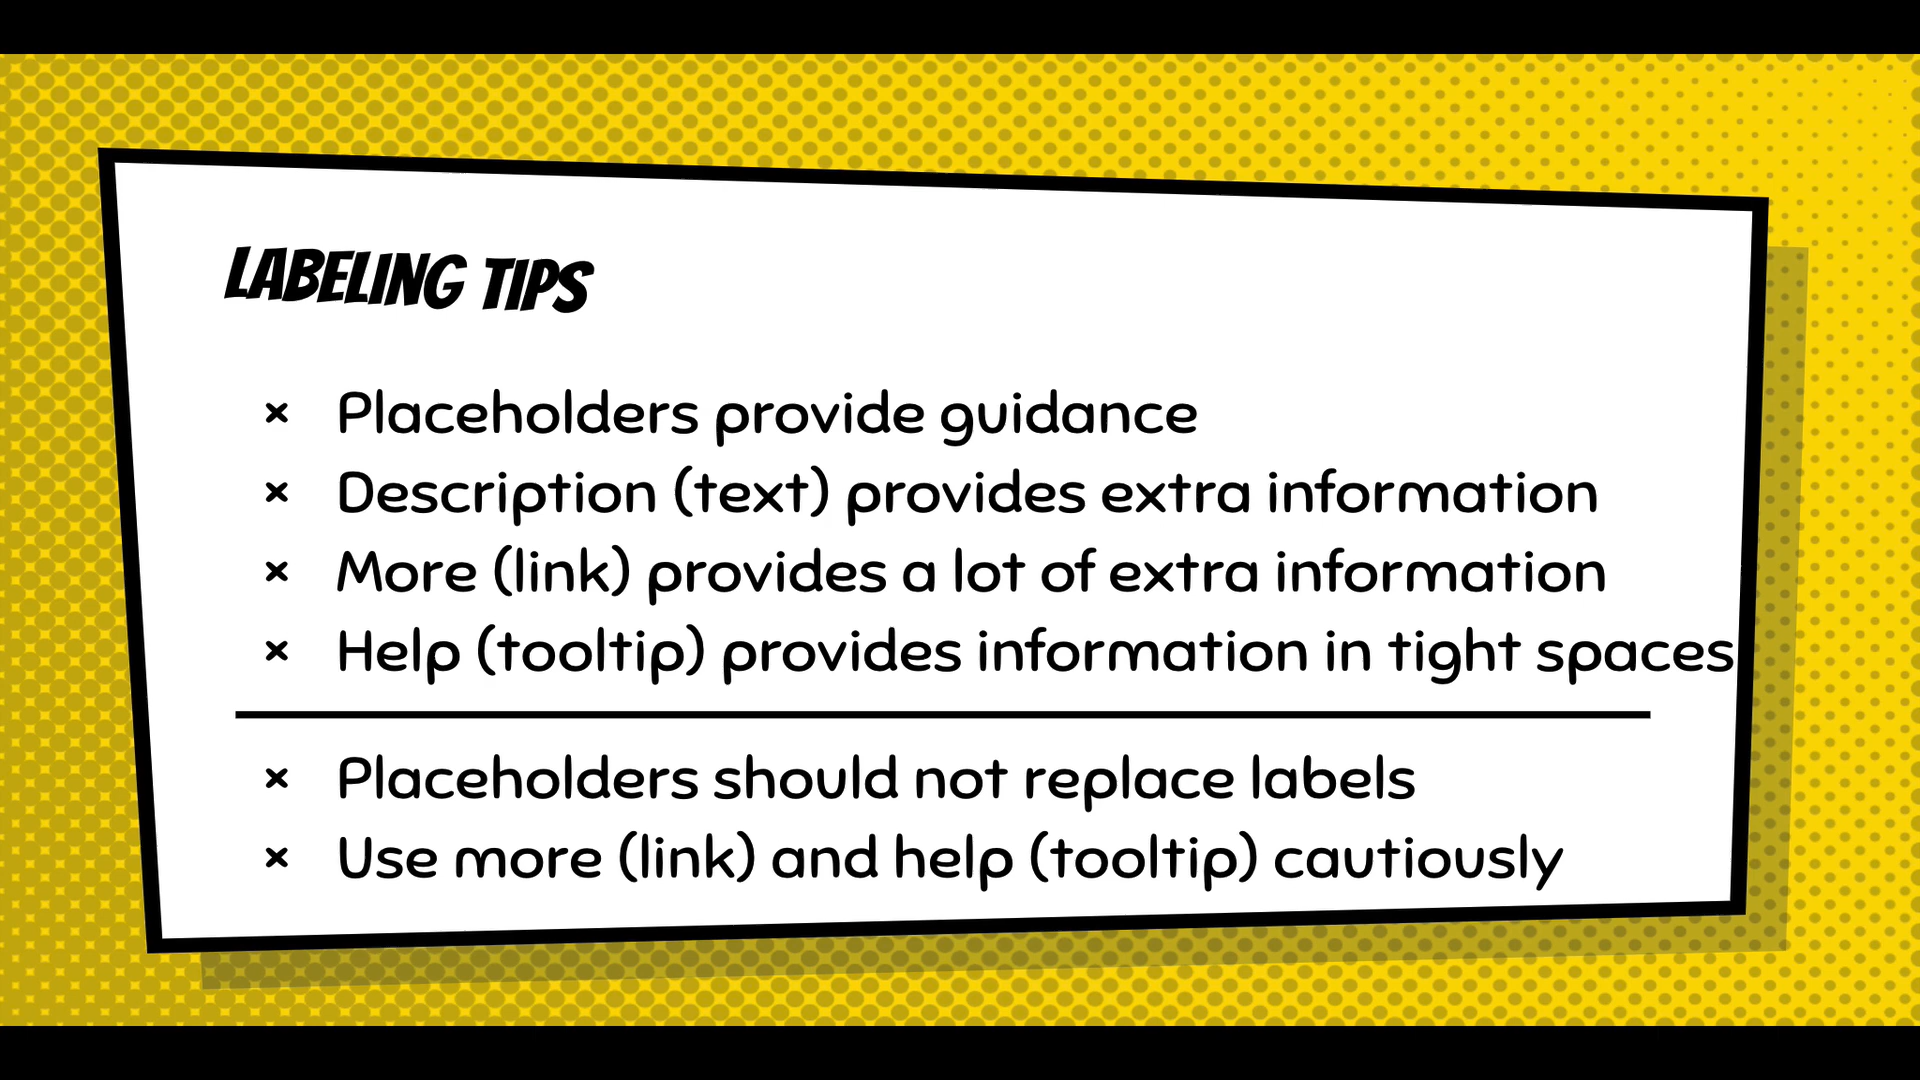 LABELING TIPS
× Placeholders provide guidance
× Description (text) provides extra information
× More (link) provides a lot of extra information
× Help (tooltip) provides information in tight spaces
× Placeholders should not replace labels
× Use more (link) and help (tooltip) cautiously